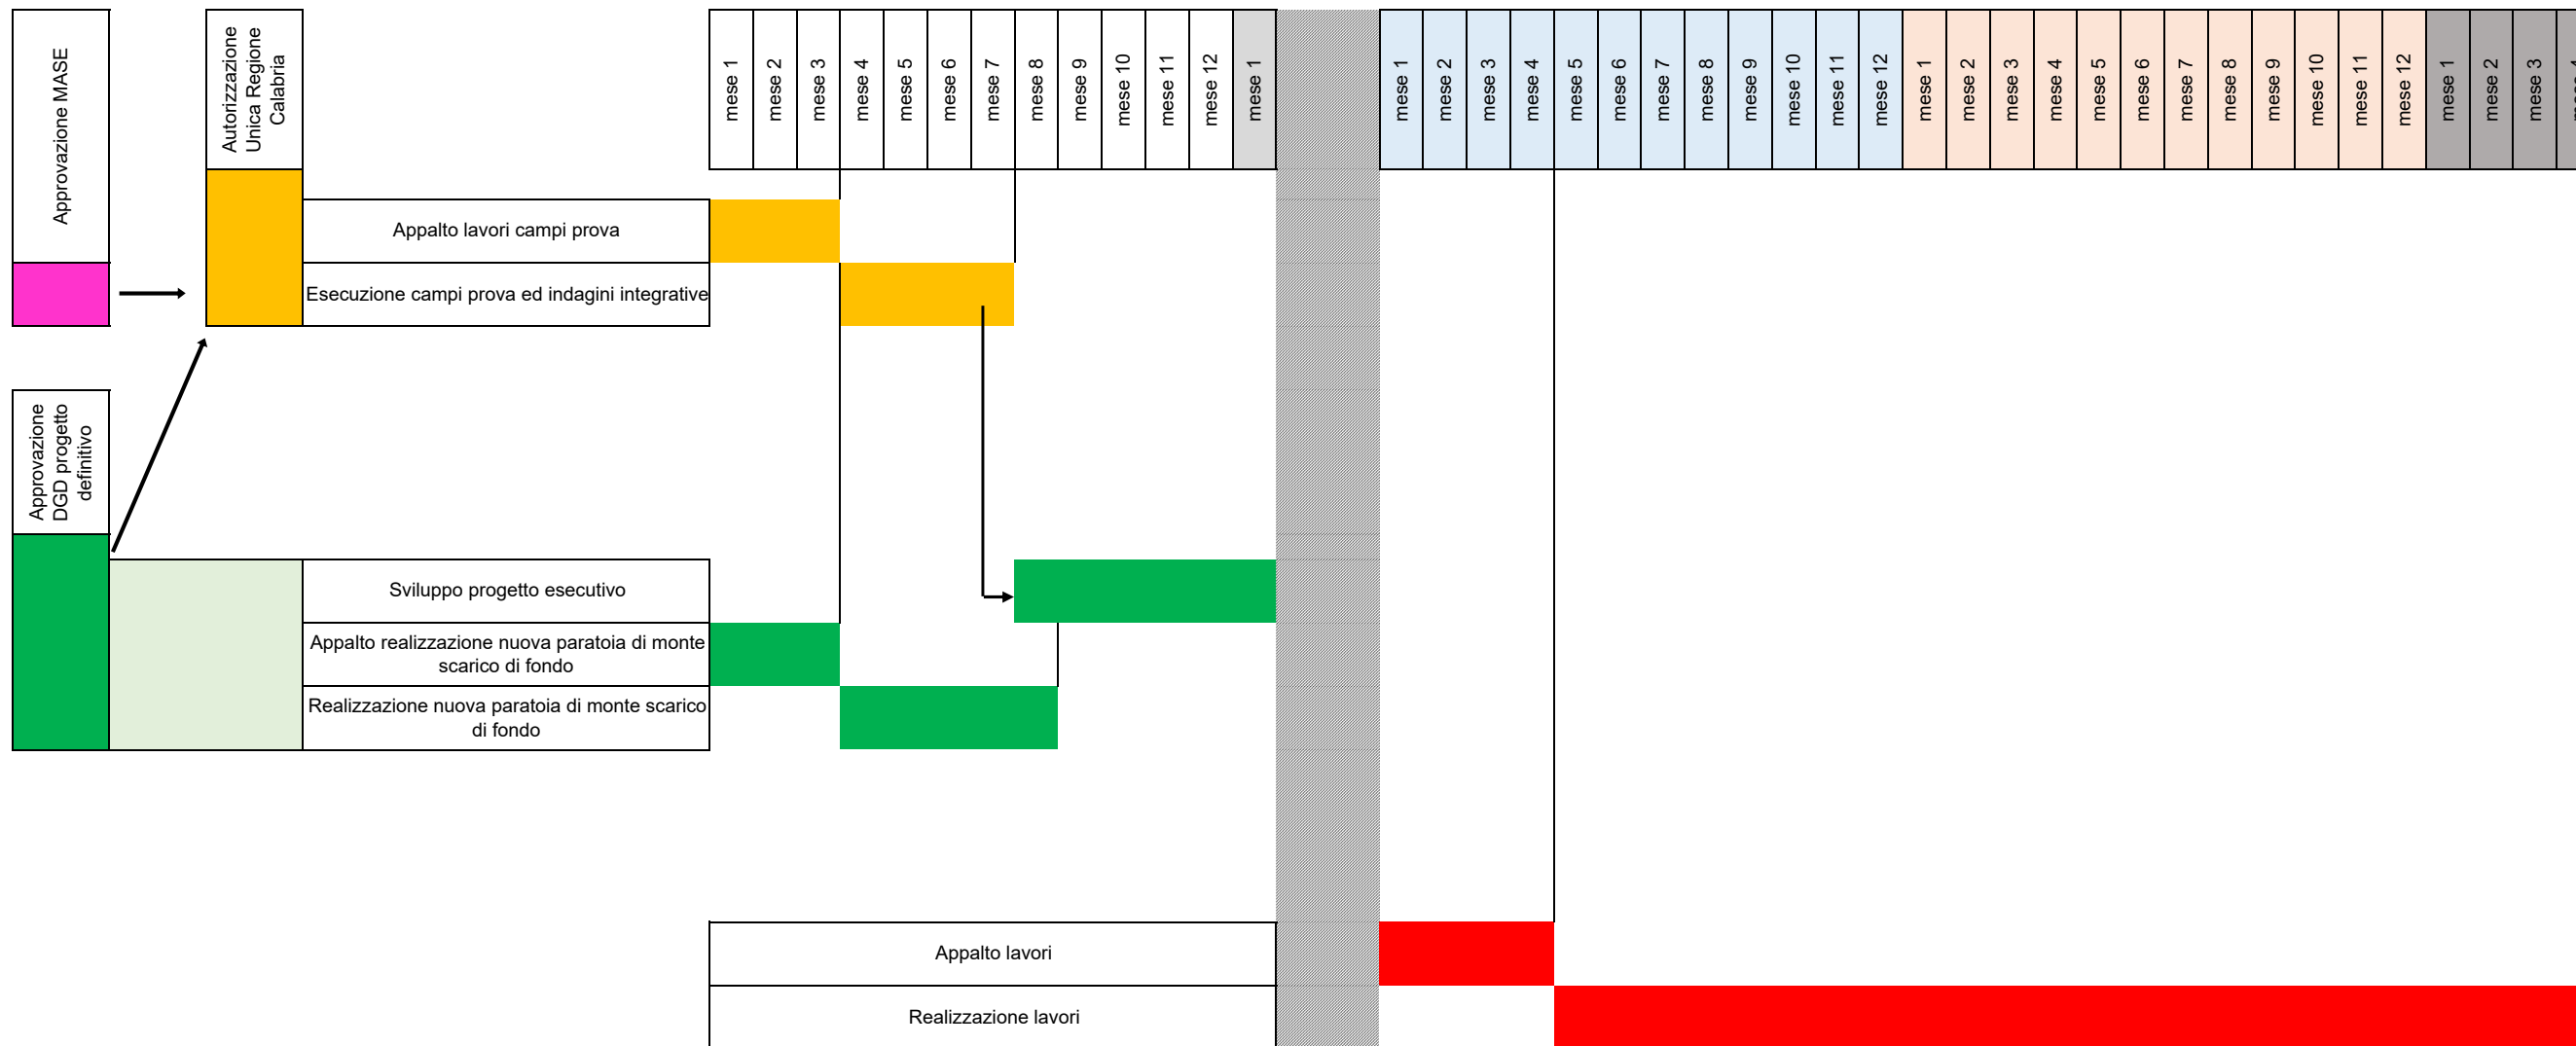 Approvazione MASE
Autorizzazione
Unica Regione
Calabria
mese 1
mese 2
mese 3
mese 4
mese 5
mese 6
mese 7
mese 8
mese 9
mese 10
mese 11
mese 12
mese 1
mese 1
mese 2
mese 3
mese 4
mese 5
mese 6
mese 7
mese 8
mese 9
mese 10
mese 11
mese 12
mese 1
mese 2
mese 3
mese 4
mese 5
mese 6
mese 7
mese 8
mese 9
mese 10
mese 11
mese 12
mese 1
mese 2
mese 3
Appalto lavori campi prova
Esecuzione campi prova ed indagini integrative
Approvazione
DGD progetto
definitivo
Sviluppo progetto esecutivo
Appalto realizzazione nuova paratoia di monte
scarico di fondo
Realizzazione nuova paratoia di monte scarico
di fondo
Appalto lavori
Realizzazione lavori